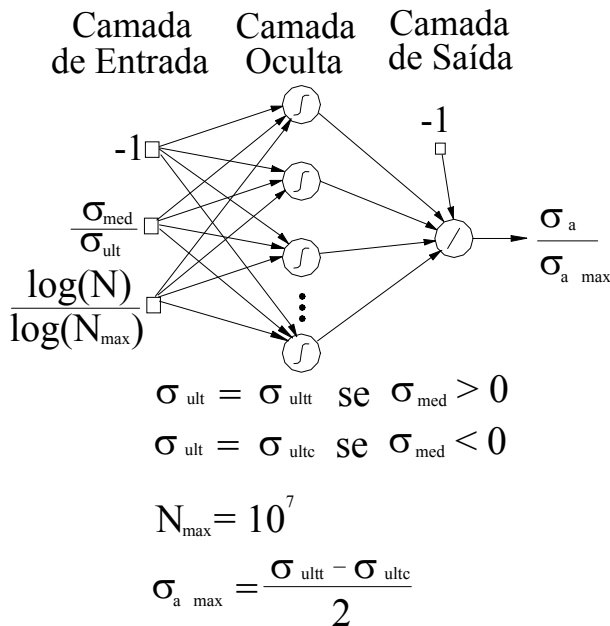 Camada de Entrada
Camada Oculta
Camada de Saída
-1
-1
σmed / σult
log(N) / log(Nmax)
σa / σa max
σult = σultt se σmed > 0
σult = σultc se σmed < 0
Nmax = 10^7
σa max = (σultt − σultc) / 2